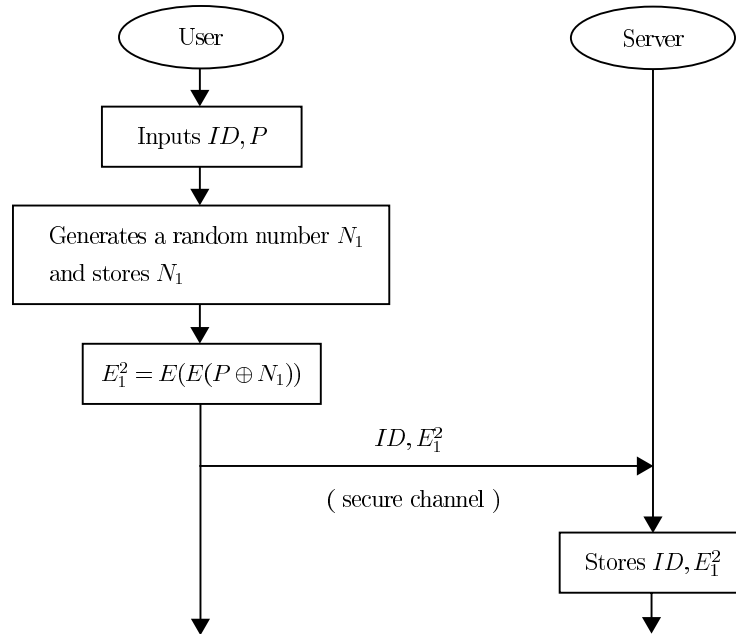 User
Server
Inputs ID, P
Generates a random number N₁
and stores N₁
E₁² = E(E(P ⊕ N₁))
ID, E₁²
( secure channel )
Stores ID, E₁²